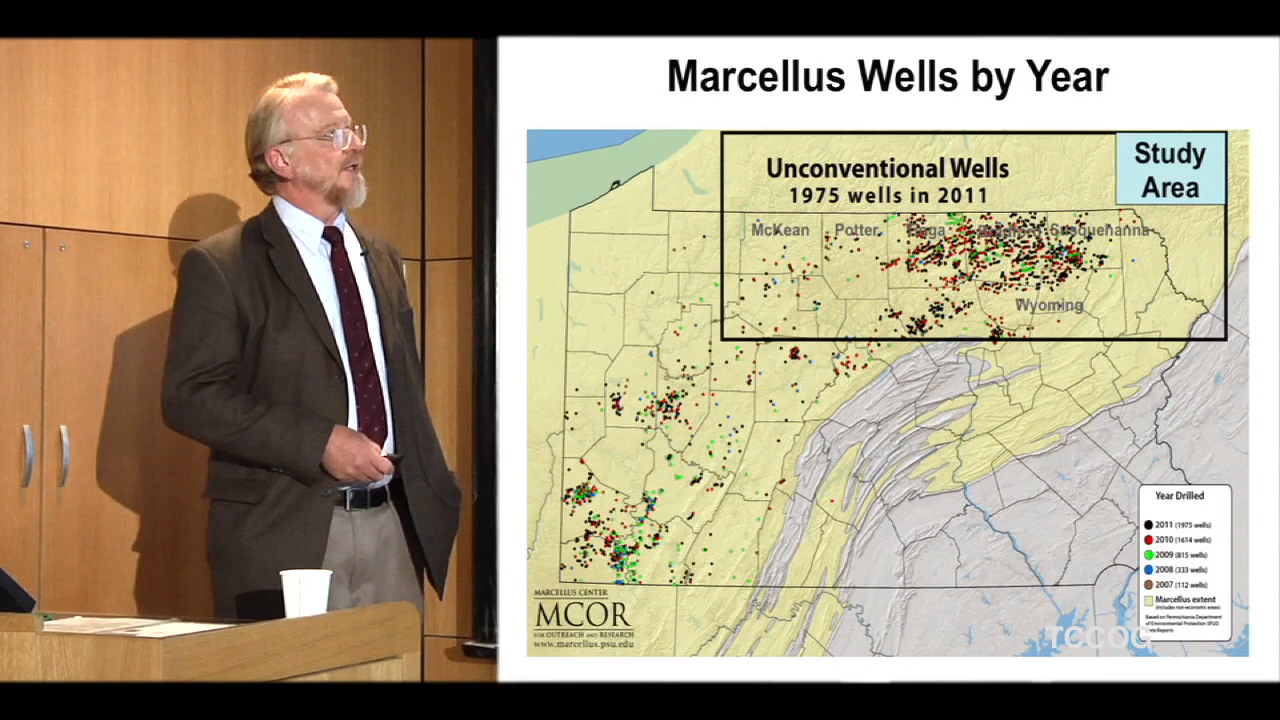 Marcellus Wells by Year
Unconventional Wells
1975 wells in 2011
Study
Area
McKean
Potter
Susquehanna
Wyoming
Year Drilled
2011 (1975 wells)
2010 (1614 wells)
2009 (815 wells)
2008 (333 wells)
2007 (112 wells)
Marcellus extent
(includes non-economic areas)
Based on Pennsylvania Department
of Environmental Protection SPUD
Data Reports
MARCELLUS CENTER
MCOR
FOR OUTREACH AND RESEARCH
www.marcellus.psu.edu